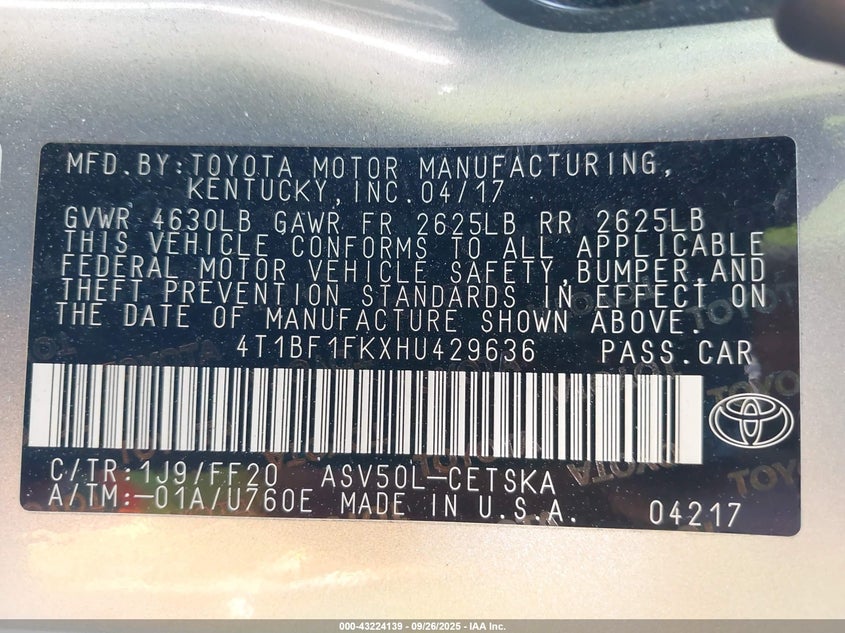 MFD.BY:TOYOTA MOTOR MANUFACTURING,
KENTUCKY,INC.04/17
GVWR 4630LB GAWR FR 2625LB RR 2625LB
THIS VEHICLE CONFORMS TO ALL APPLICABLE
FEDERAL MOTOR VEHICLE SAFETY,BUMPER,AND
THEFT PREVENTION STANDARDS IN EFFECT ON
THE DATE OF MANUFACTURE SHOWN ABOVE.
4T1BF1FKXHU429636 PASS.CAR
C/TR:1J9/FF20 ASV50L-CETSKA
A/TM:-01A/U760E MADE IN U.S.A. 04217
000-43224139 - 09/26/2025 - IAA Inc.